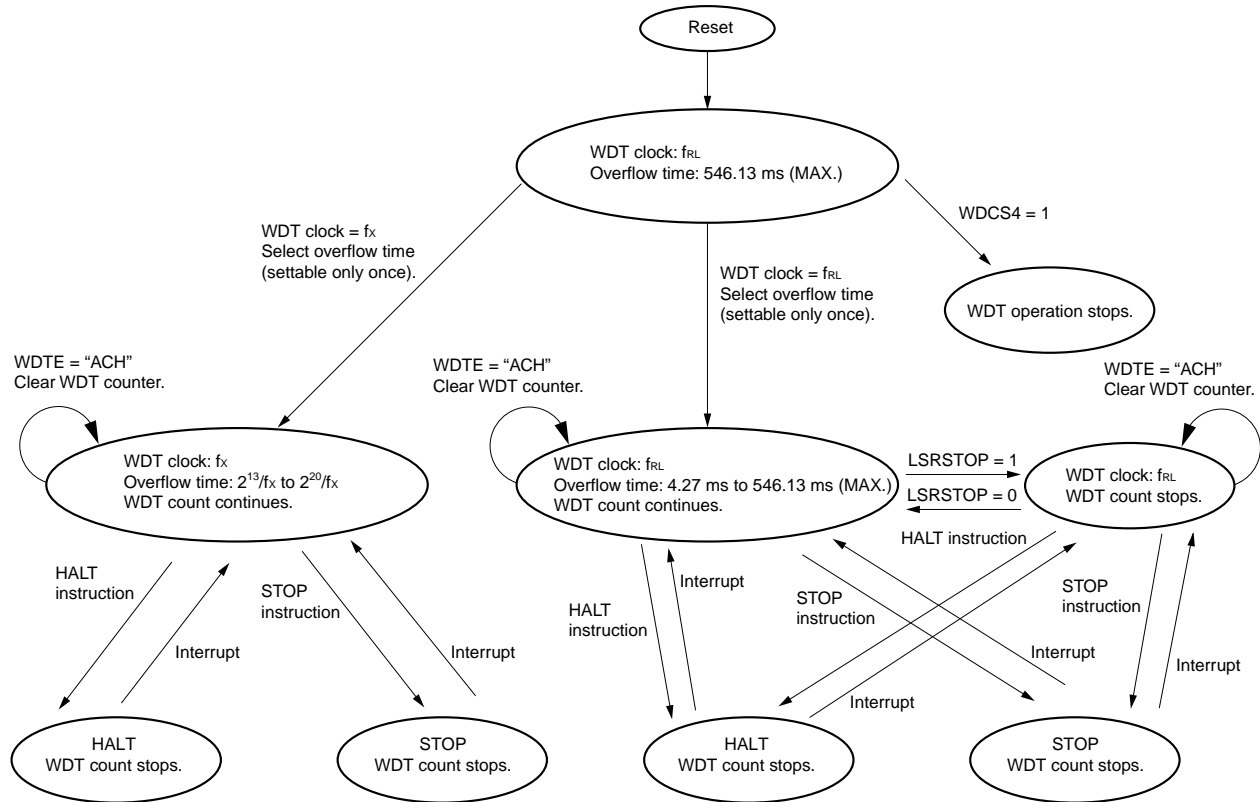 Reset
WDT clock: fRL
Overflow time: 546.13 ms (MAX.)
WDCS4 = 1
WDT clock = fX
Select overflow time
(settable only once).
WDT clock = fRL
Select overflow time
(settable only once).
WDT operation stops.
WDTE = “ACH”
Clear WDT counter.
WDTE = “ACH”
Clear WDT counter.
WDTE = “ACH”
Clear WDT counter.
WDT clock: fX
Overflow time: 2^13/fX to 2^20/fX
WDT count continues.
WDT clock: fRL
Overflow time: 4.27 ms to 546.13 ms (MAX.)
WDT count continues.
LSRSTOP = 1
LSRSTOP = 0
WDT clock: fRL
WDT count stops.
HALT instruction
HALT
instruction
STOP
instruction
Interrupt
Interrupt
HALT
instruction
Interrupt
STOP
instruction
Interrupt
STOP
instruction
Interrupt
Interrupt
HALT
WDT count stops.
STOP
WDT count stops.
HALT
WDT count stops.
STOP
WDT count stops.